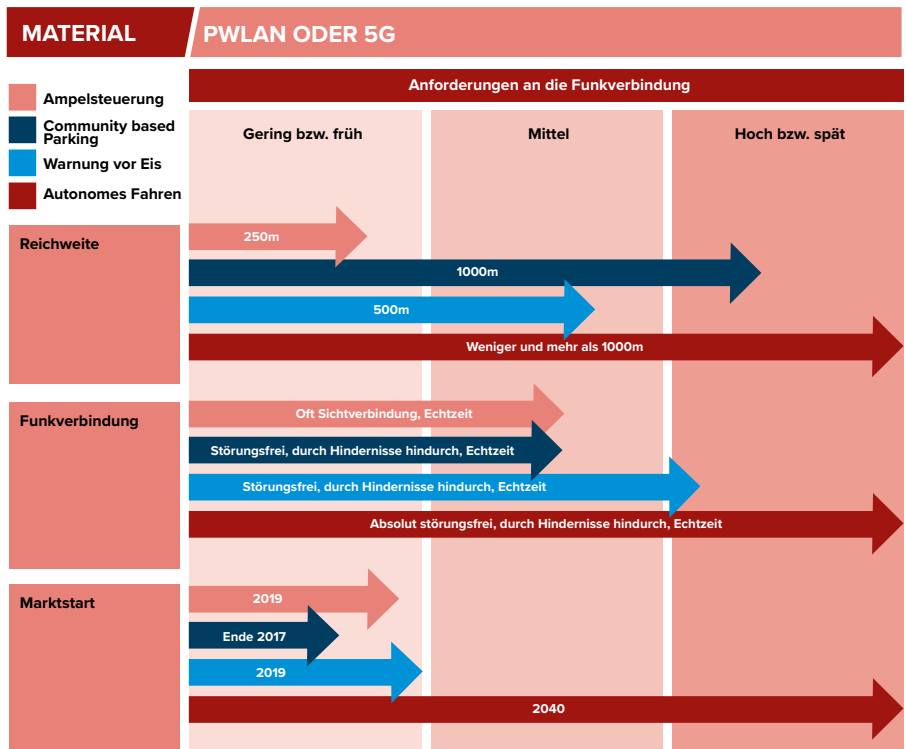 MATERIAL
PWLAN ODER 5G
Anforderungen an die Funkverbindung
Ampelsteuerung
Community based
Parking
Warnung vor Eis
Autonomes Fahren
Gering bzw. früh
Mittel
Hoch bzw. spät
Reichweite
250m
1000m
500m
Weniger und mehr als 1000m
Funkverbindung
Oft Sichtverbindung, Echtzeit
Störungsfrei, durch Hindernisse hindurch, Echtzeit
Störungsfrei, durch Hindernisse hindurch, Echtzeit
Absolut störungsfrei, durch Hindernisse hindurch, Echtzeit
Marktstart
2019
Ende 2017
2019
2040